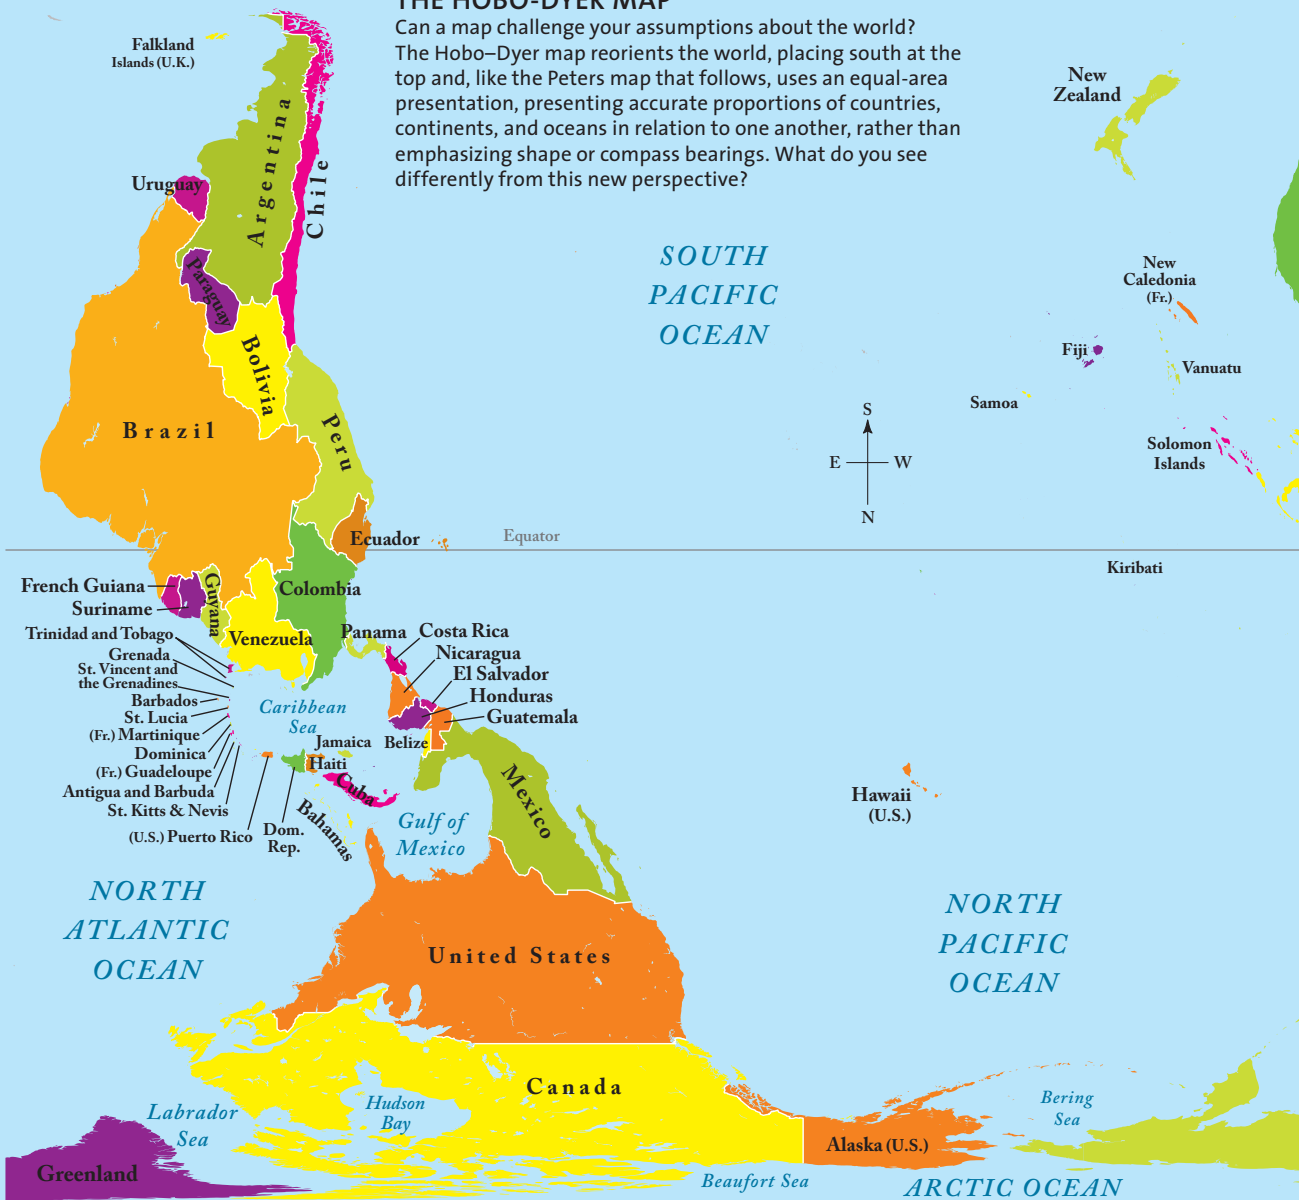 THE HOBO-DYER MAP
Can a map challenge your assumptions about the world?
The Hobo–Dyer map reorients the world, placing south at the
top and, like the Peters map that follows, uses an equal-area
presentation, presenting accurate proportions of countries,
continents, and oceans in relation to one another, rather than
emphasizing shape or compass bearings. What do you see
differently from this new perspective?
Falkland
Islands (U.K.)
New
Zealand
Argentina
Chile
Uruguay
Paraguay
SOUTH
PACIFIC
OCEAN
New
Caledonia
(Fr.)
Fiji
Vanuatu
Bolivia
Samoa
S
E
W
N
Brazil
Peru
Solomon
Islands
Ecuador
Equator
Kiribati
French Guiana
Suriname
Guyana
Colombia
Venezuela
Trinidad and Tobago
Grenada
St. Vincent and
the Grenadines
Barbados
St. Lucia
(Fr.) Martinique
Dominica
(Fr.) Guadeloupe
Antigua and Barbuda
St. Kitts & Nevis
(U.S.) Puerto Rico
Dom.
Rep.
Panama
Costa Rica
Nicaragua
El Salvador
Honduras
Guatemala
Caribbean
Sea
Jamaica
Belize
Haiti
Cuba
Bahamas
Mexico
Gulf of
Mexico
Hawaii
(U.S.)
NORTH
ATLANTIC
OCEAN
NORTH
PACIFIC
OCEAN
United States
Canada
Labrador
Sea
Hudson
Bay
Bering
Sea
Alaska (U.S.)
Greenland
Beaufort Sea
ARCTIC OCEAN